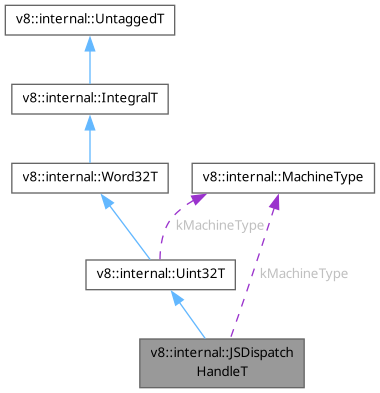 v8::internal::UntaggedT
v8::internal::IntegralT
v8::internal::Word32T
v8::internal::MachineType
kMachineType
v8::internal::Uint32T
kMachineType
v8::internal::JSDispatch
HandleT